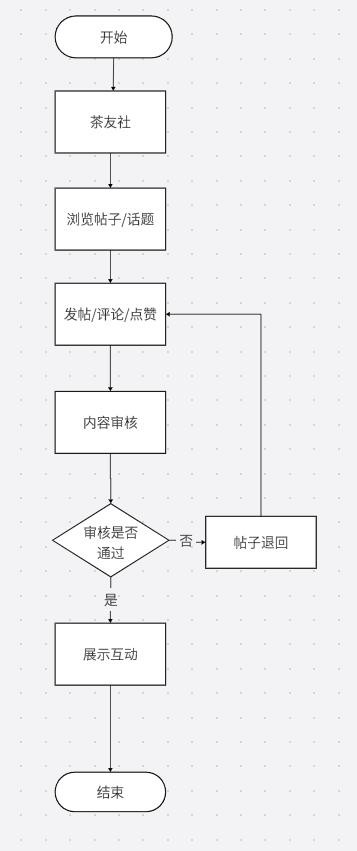 开始
茶友社
浏览帖子/话题
发帖/评论/点赞
内容审核
审核是否
通过
否
帖子退回
是
展示互动
结束